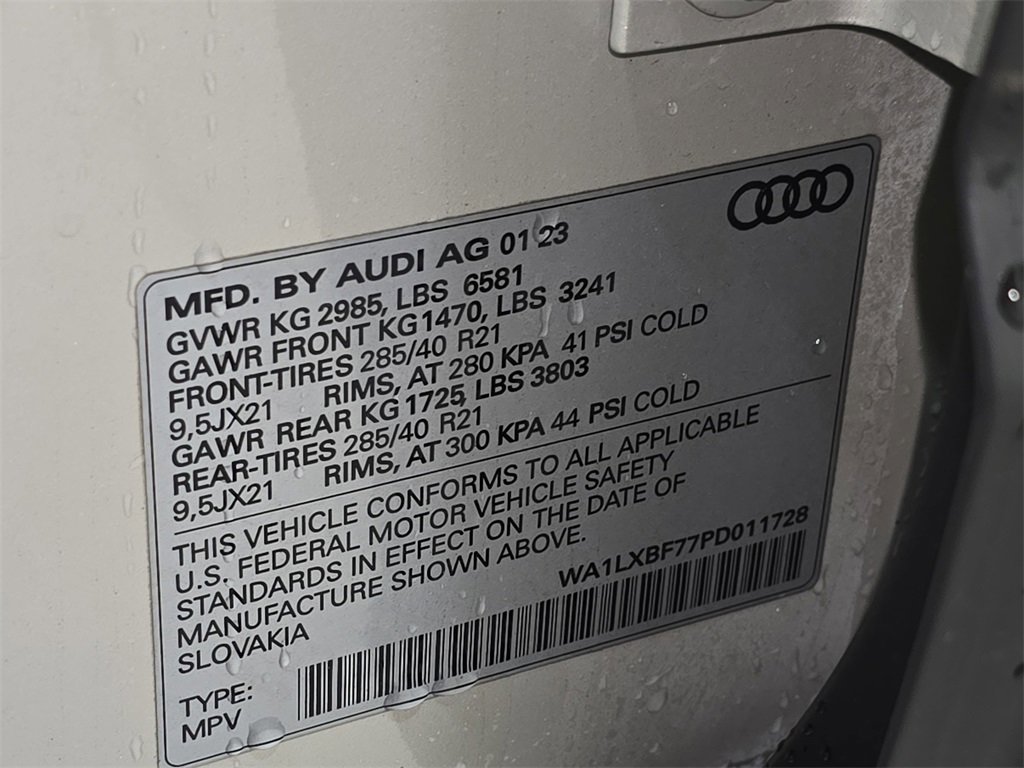 MFD. BY AUDI AG 01 23
GVWR KG 2985, LBS 6581
GAWR FRONT KG 1470, LBS 3241
FRONT-TIRES 285/40 R21
9,5JX21 RIMS, AT 280 KPA 41 PSI COLD
GAWR REAR KG 1725, LBS 3803
REAR-TIRES 285/40 R21
9,5JX21 RIMS, AT 300 KPA 44 PSI COLD
THIS VEHICLE CONFORMS TO ALL APPLICABLE
U.S. FEDERAL MOTOR VEHICLE SAFETY
STANDARDS IN EFFECT ON THE DATE OF
MANUFACTURE SHOWN ABOVE.
SLOVAKIA
WA1LXBF77PD011728
TYPE:
MPV